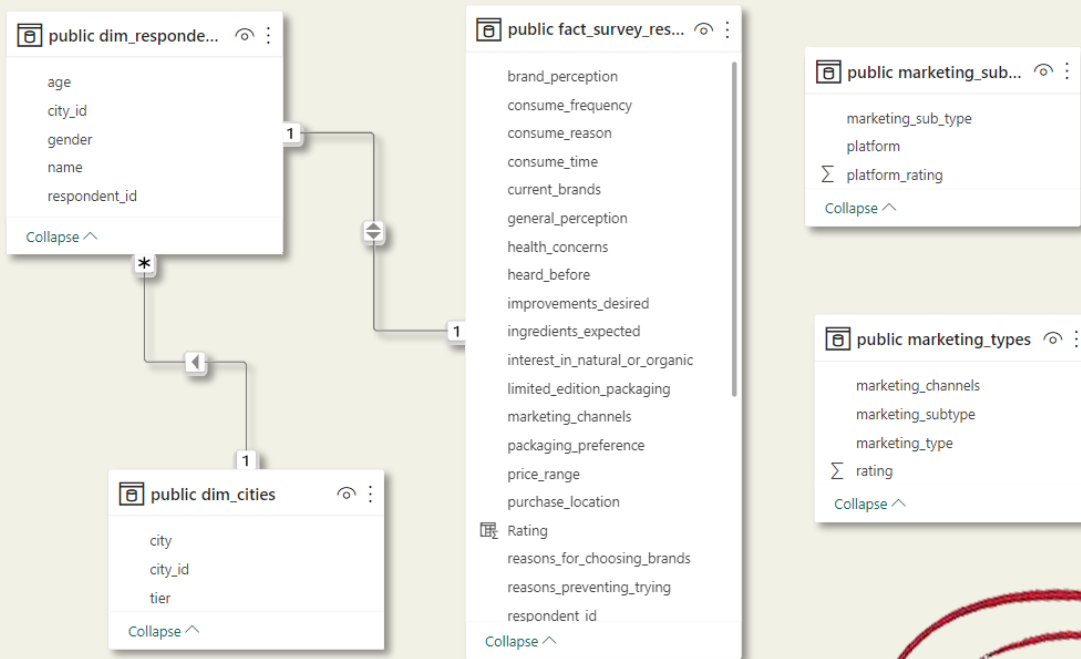 public dim_responde...
age
city_id
gender
name
respondent_id
Collapse
1
*
1
1
public dim_cities
city
city_id
tier
Collapse
public fact_survey_res...
brand_perception
consume_frequency
consume_reason
consume_time
current_brands
general_perception
health_concerns
heard_before
improvements_desired
ingredients_expected
interest_in_natural_or_organic
limited_edition_packaging
marketing_channels
packaging_preference
price_range
purchase_location
Rating
reasons_for_choosing_brands
reasons_preventing_trying
respondent_id
Collapse
public marketing_sub...
marketing_sub_type
platform
∑ platform_rating
Collapse
public marketing_types
marketing_channels
marketing_subtype
marketing_type
∑ rating
Collapse